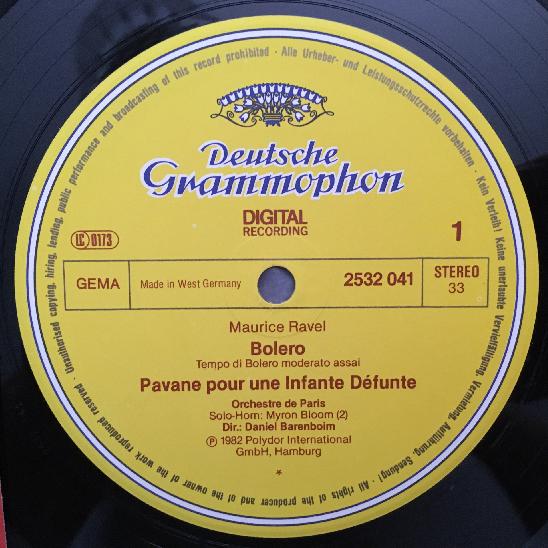 Deutsche
Grammophon
DIGITAL
RECORDING
LC 0173
1
GEMA
Made in West Germany
2532 041
STEREO
33
Maurice Ravel
Bolero
Tempo di Bolero moderato assai
Pavane pour une Infante Défunte
Orchestre de Paris
Solo-Horn: Myron Bloom (2)
Dir.: Daniel Barenboim
Ⓟ 1982 Polydor International
GmbH, Hamburg
*
Alle Urheber- und Leistungsschutzrechte vorbehalten · Kein Verleih! Keine unerlaubte Vervielfältigung, Vermietung, Aufführung, Sendung! · All rights of the producer and of the owner of the work reproduced reserved · Unauthorised copying, hiring, lending, public performance and broadcasting of this record prohibited ·